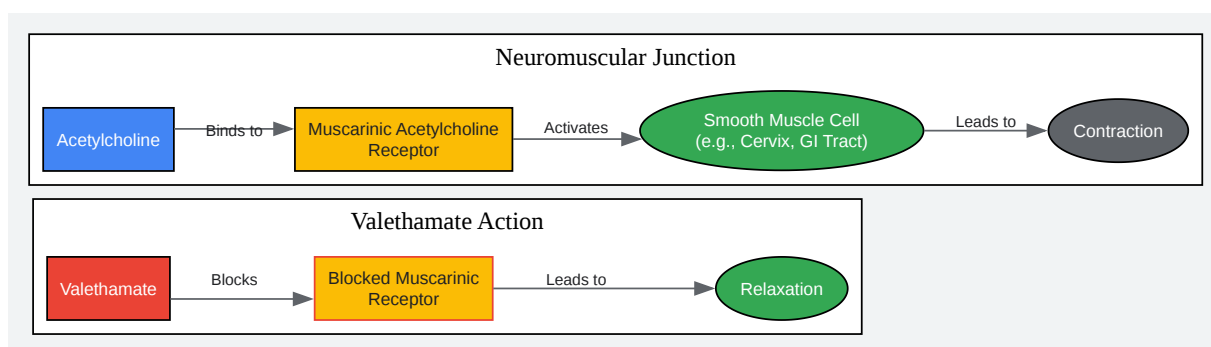 Neuromuscular Junction
Acetylcholine
Binds to
Muscarinic Acetylcholine
Receptor
Activates
Smooth Muscle Cell
(e.g., Cervix, GI Tract)
Leads to
Contraction
Valethamate Action
Valethamate
Blocks
Blocked Muscarinic
Receptor
Leads to
Relaxation